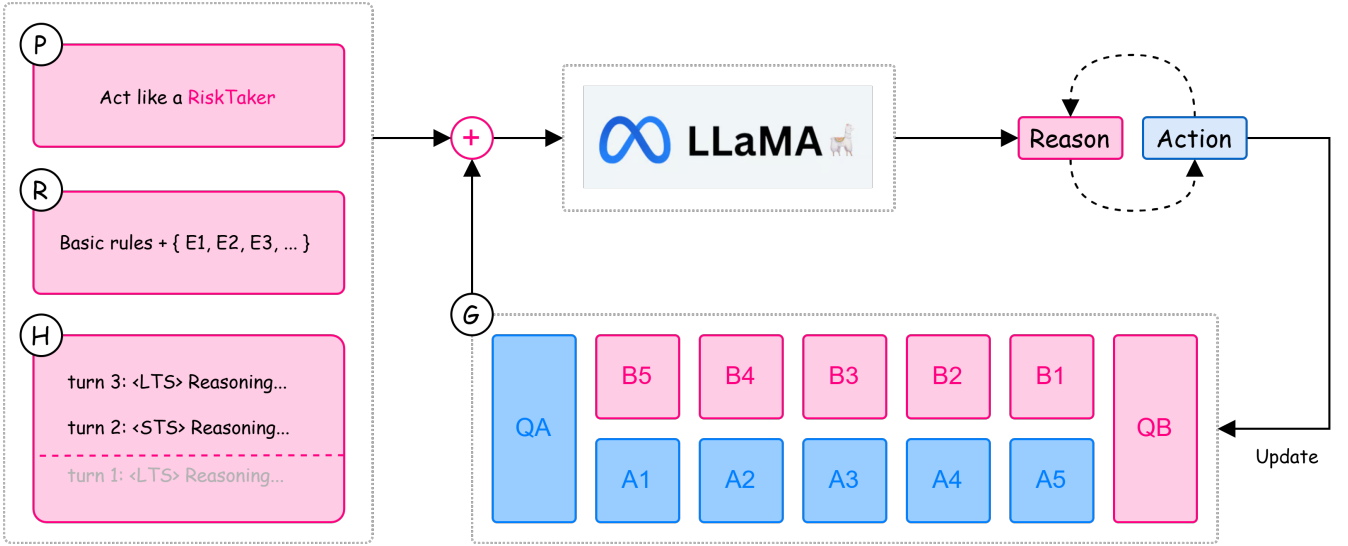 P
Act like a RiskTaker
R
Basic rules + { E1, E2, E3, ... }
H
turn 3: <LTS> Reasoning...
turn 2: <STS> Reasoning...
turn 1: <LTS> Reasoning...
+
LLaMA
Reason
Action
G
QA
B5
B4
B3
B2
B1
QB
A1
A2
A3
A4
A5
Update